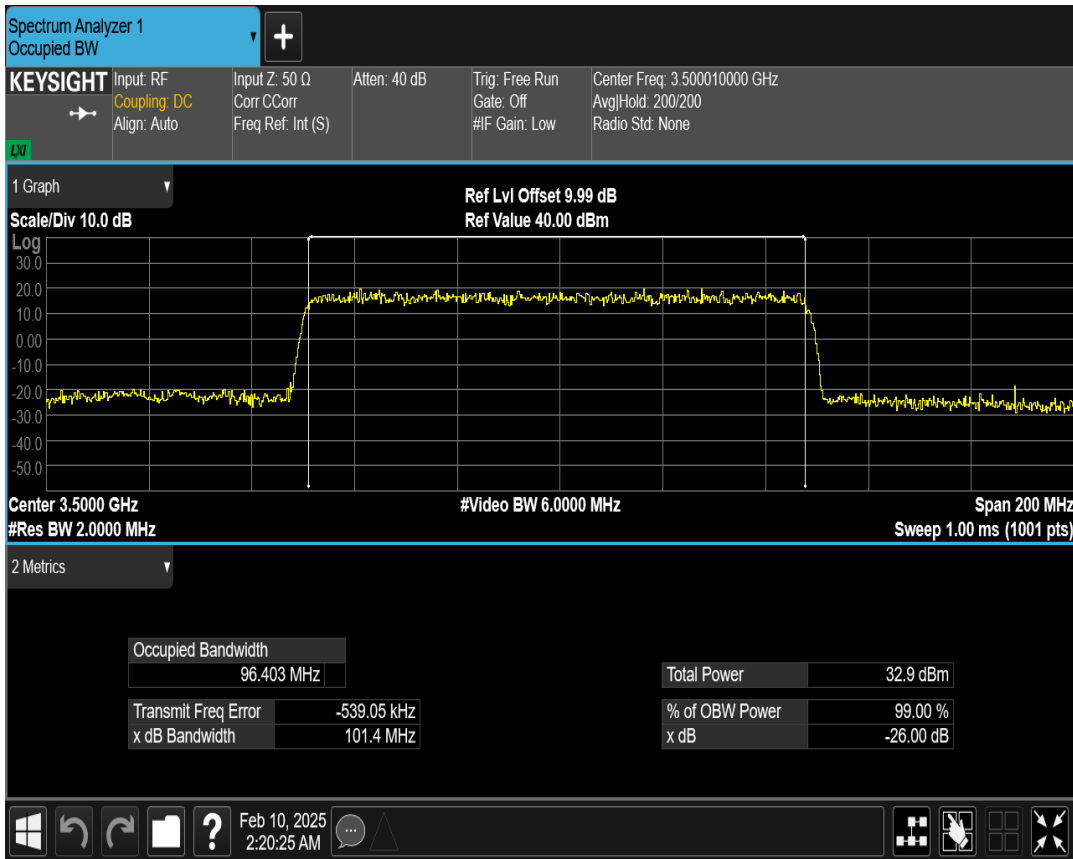 Spectrum Analyzer 1
Occupied BW
KEYSIGHT
LXI
Input: RF
Coupling: DC
Align: Auto
Input Z: 50 Ω
Corr CCorr
Freq Ref: Int (S)
Atten: 40 dB
Trig: Free Run
Gate: Off
#IF Gain: Low
Center Freq: 3.500010000 GHz
Avg|Hold: 200/200
Radio Std: None
1 Graph
Scale/Div 10.0 dB
Ref Lvl Offset 9.99 dB
Ref Value 40.00 dBm
Log
30.0
20.0
10.0
0.00
-10.0
-20.0
-30.0
-40.0
-50.0
Center 3.5000 GHz
#Video BW 6.0000 MHz
Span 200 MHz
#Res BW 2.0000 MHz
Sweep 1.00 ms (1001 pts)
2 Metrics
Occupied Bandwidth
96.403 MHz
Total Power 32.9 dBm
Transmit Freq Error -539.05 kHz
% of OBW Power 99.00 %
x dB Bandwidth 101.4 MHz
x dB -26.00 dB
Feb 10, 2025
2:20:25 AM